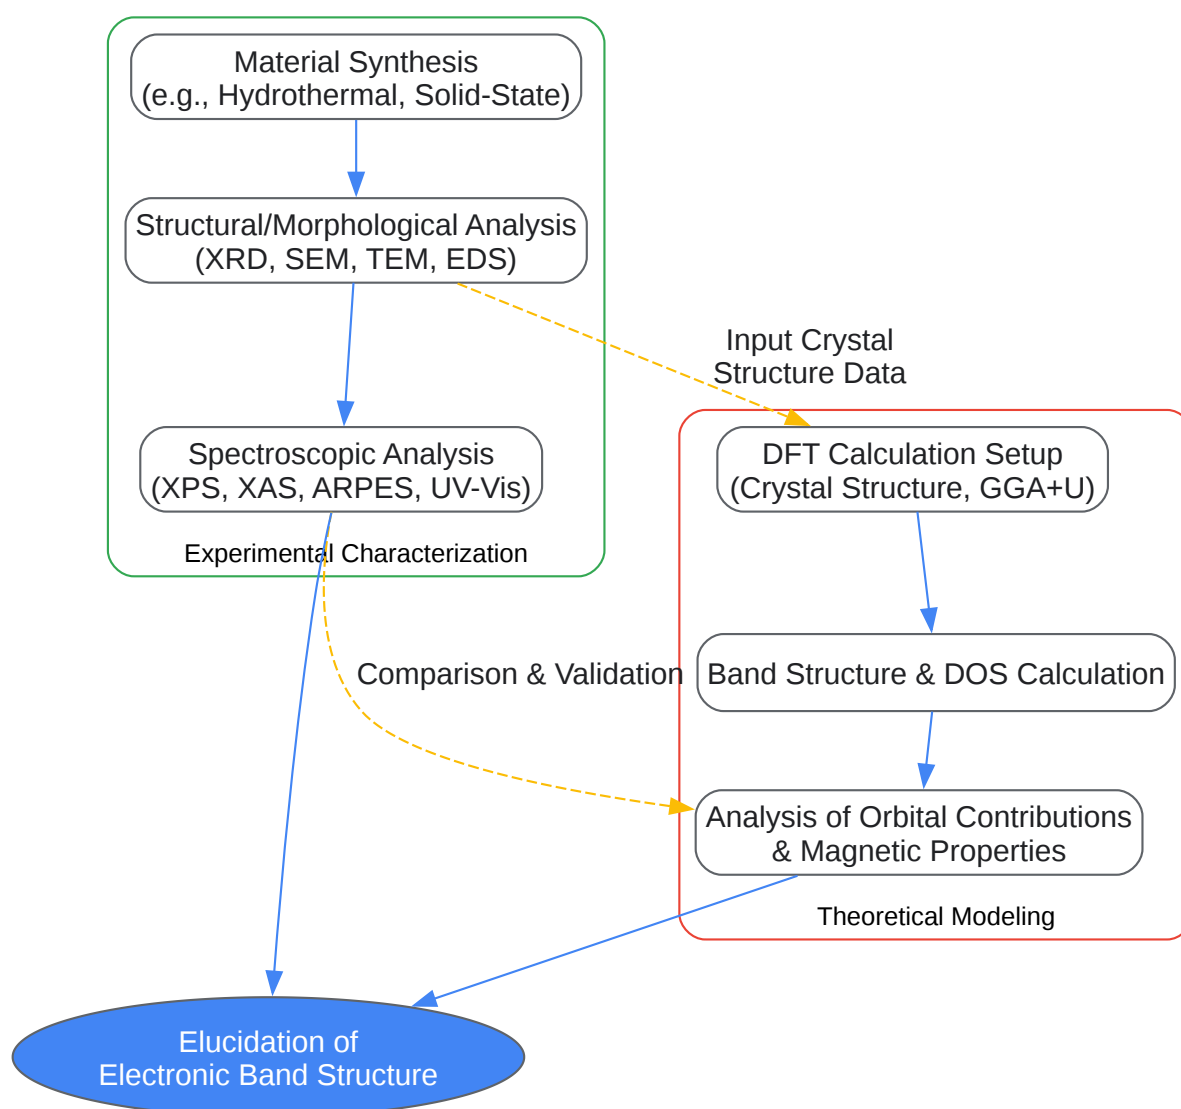 Material Synthesis
(e.g., Hydrothermal, Solid-State)
Structural/Morphological Analysis
(XRD, SEM, TEM, EDS)
Input Crystal
Structure Data
Spectroscopic Analysis
(XPS, XAS, ARPES, UV-Vis)
Experimental Characterization
DFT Calculation Setup
(Crystal Structure, GGA+U)
Comparison & Validation
Band Structure & DOS Calculation
Analysis of Orbital Contributions
& Magnetic Properties
Theoretical Modeling
Elucidation of
Electronic Band Structure